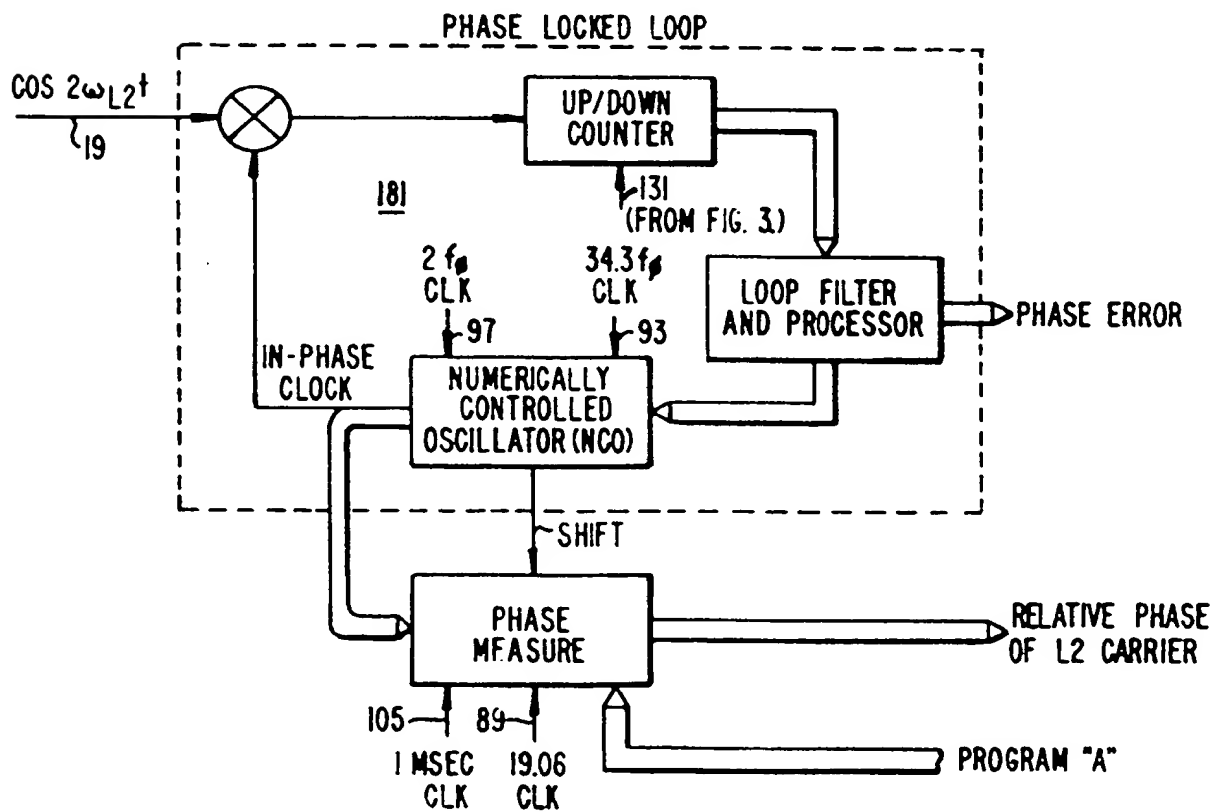 PHASE LOCKED LOOP
COS 2ωL2t
19
UP/DOWN
COUNTER
181
131
(FROM FIG. 3.)
2 fø
CLK
97
34.3 fø
CLK
93
LOOP FILTER
AND PROCESSOR
PHASE ERROR
IN-PHASE
CLOCK
NUMERICALLY
CONTROLLED
OSCILLATOR (NCO)
SHIFT
PHASE
MEASURE
RELATIVE PHASE
OF L2 CARRIER
105
89
1 MSEC
CLK
19.06
CLK
PROGRAM "A"